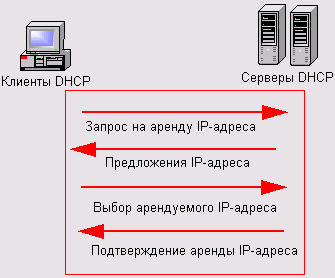 Клиенты DHCP
Серверы DHCP
Запрос на аренду IP-адреса
Предложения IP-адреса
Выбор арендуемого IP-адреса
Подтверждение аренды IP-адреса